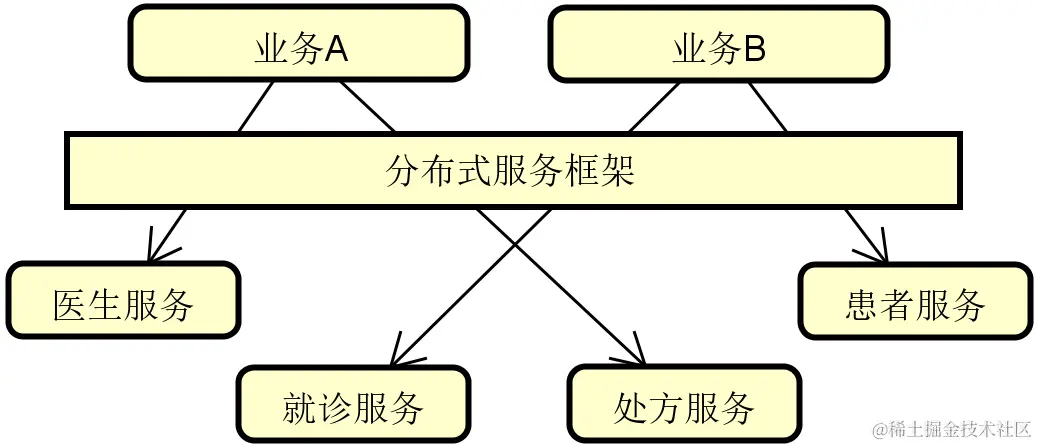 业务A
业务B
分布式服务框架
医生服务
患者服务
就诊服务
处方服务
@稀土掘金技术社区